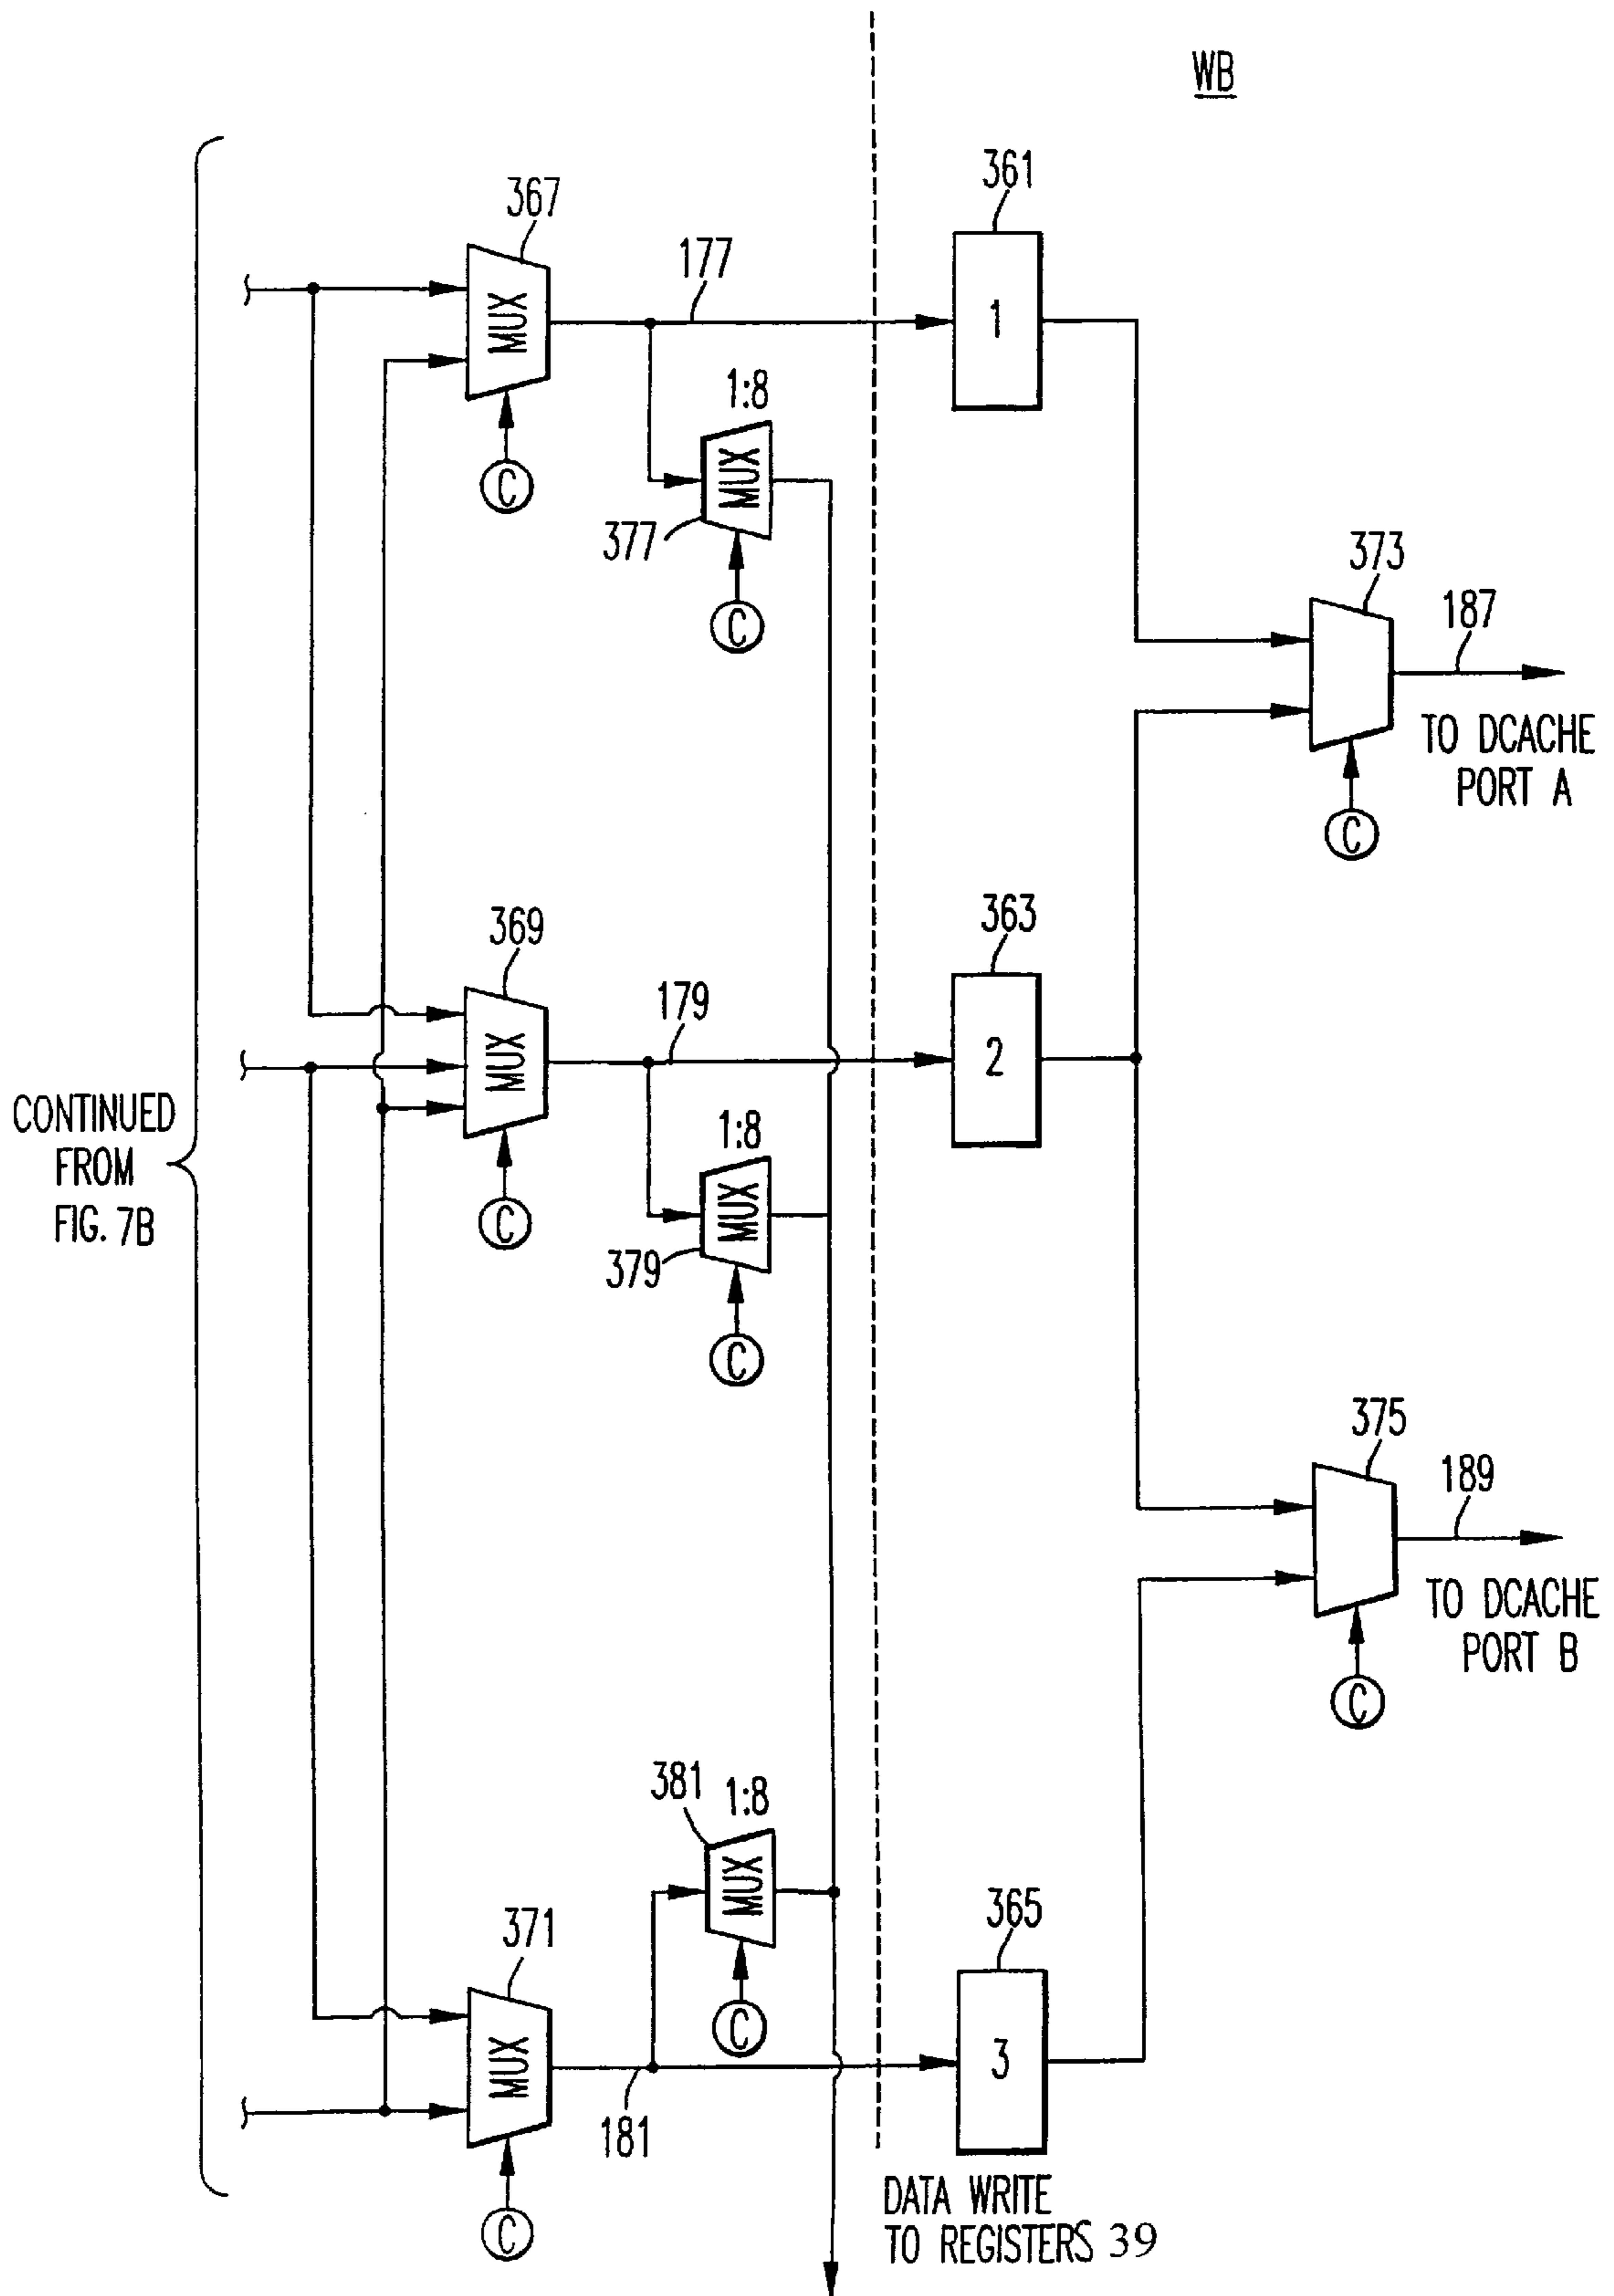 WB
361
367
177
1
MUX
1:8
MUX
C
377
C
373
187
TO DCACHE
PORT A
C
369
363
179
MUX
2
CONTINUED
FROM
FIG. 7B
1:8
MUX
C
379
C
375
189
TO DCACHE
PORT B
C
381
1:8
MUX
365
371
C
MUX
3
181
C
DATA WRITE
TO REGISTERS 39